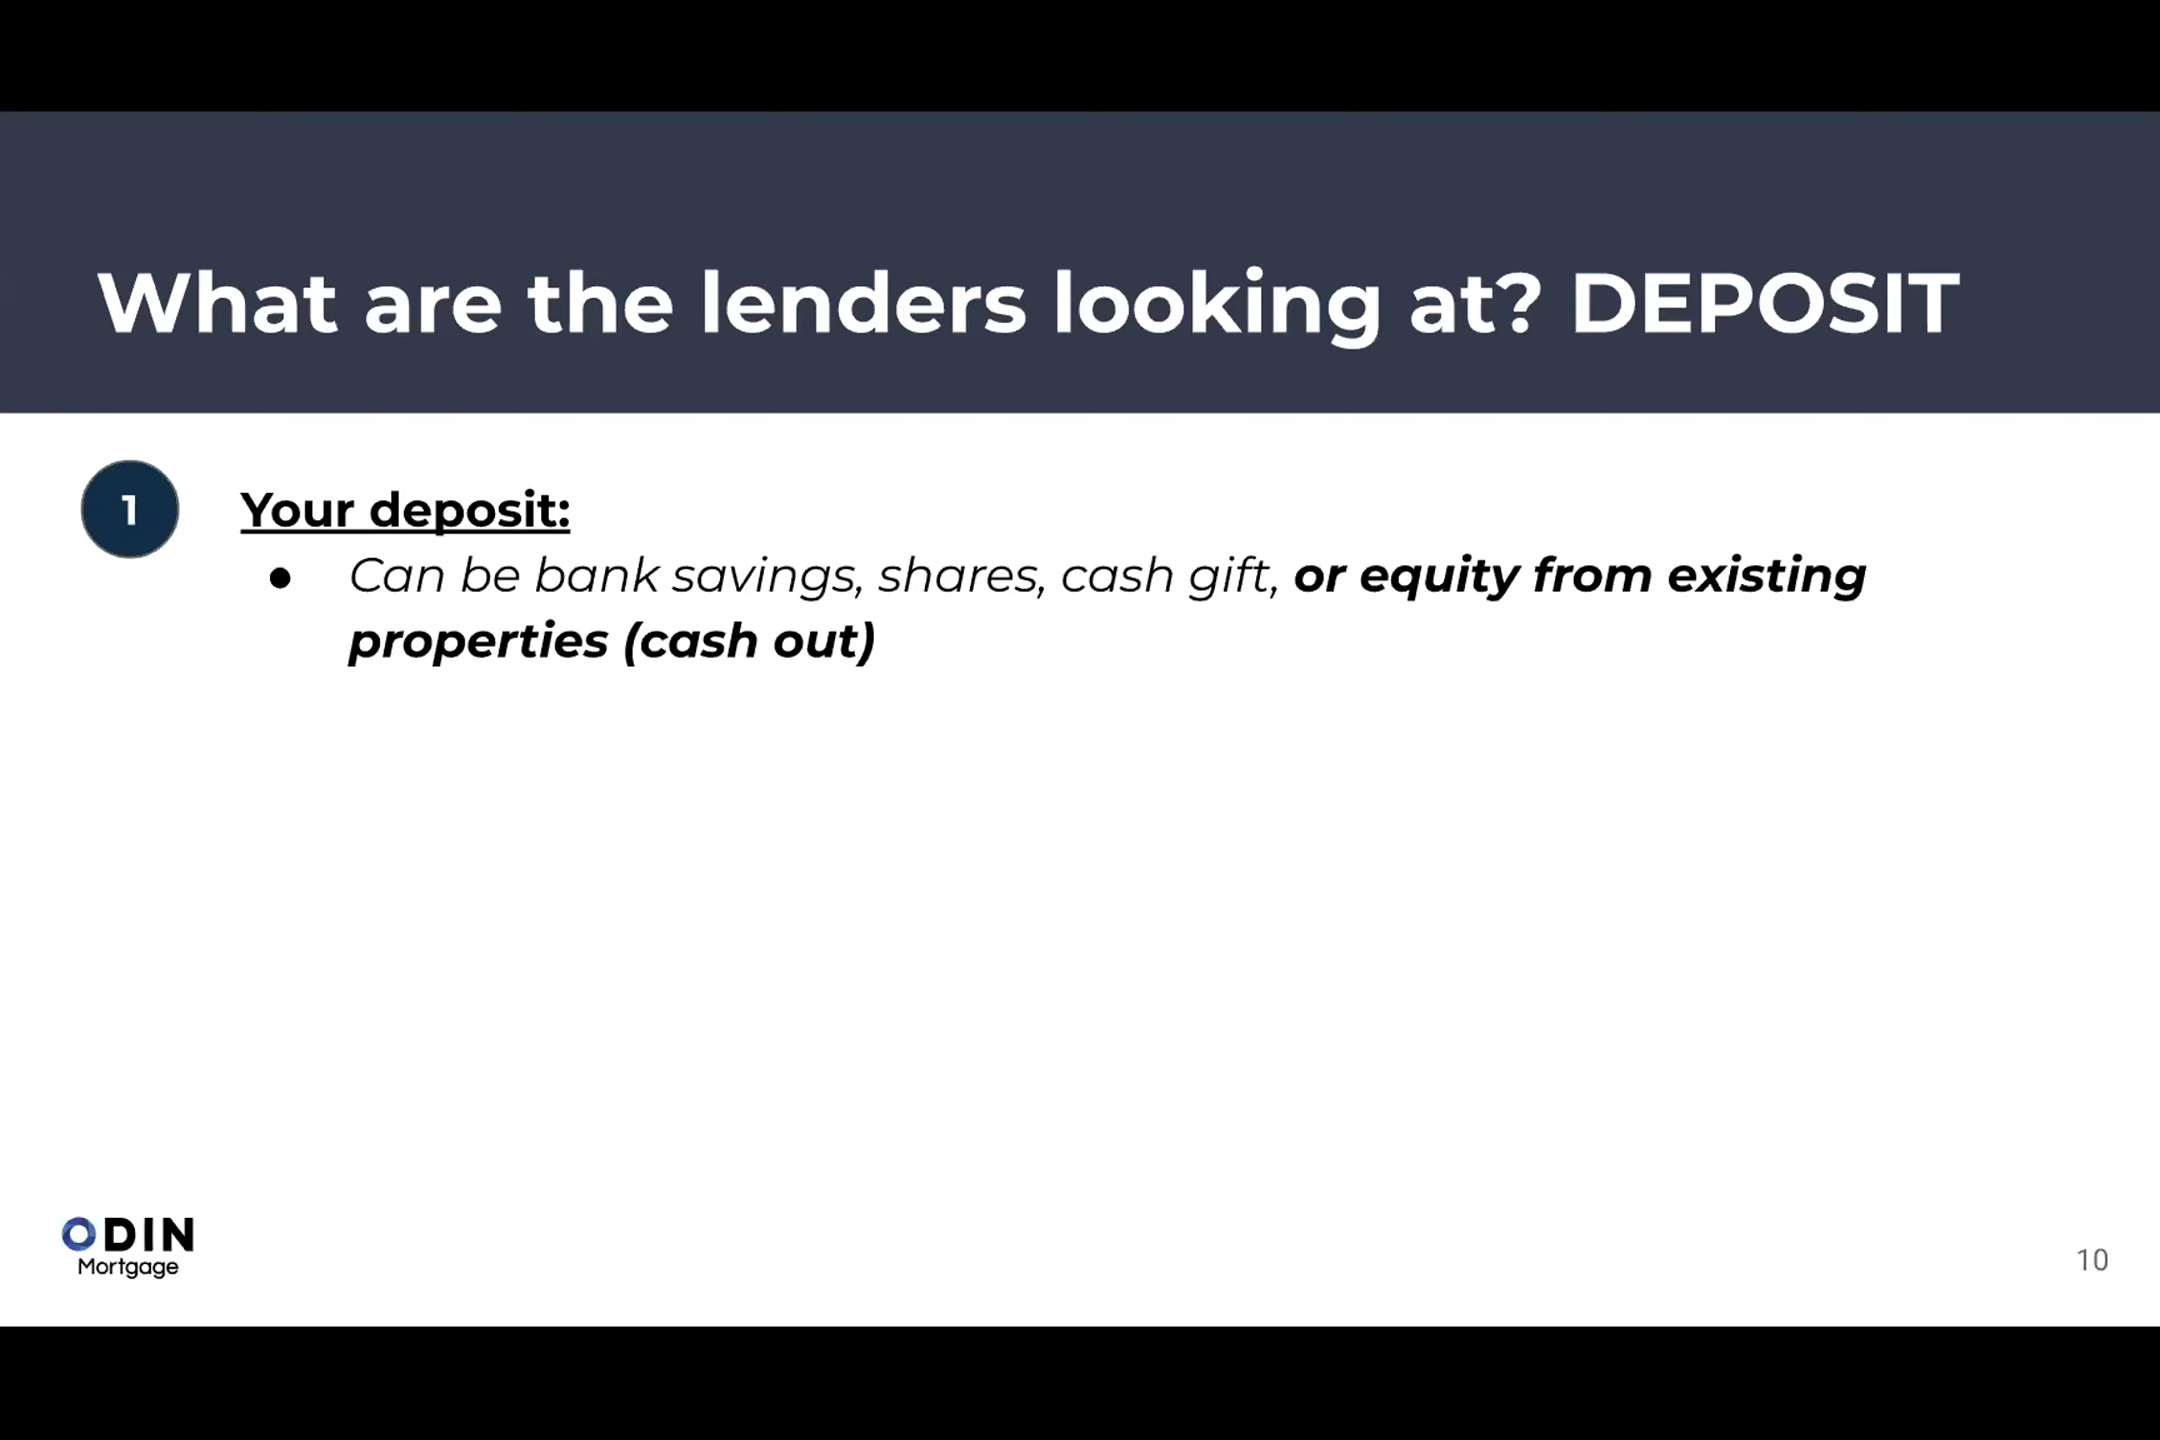 What are the lenders looking at? DEPOSIT
1
Your deposit:
● Can be bank savings, shares, cash gift, or equity from existing
properties (cash out)
ODIN
Mortgage
10